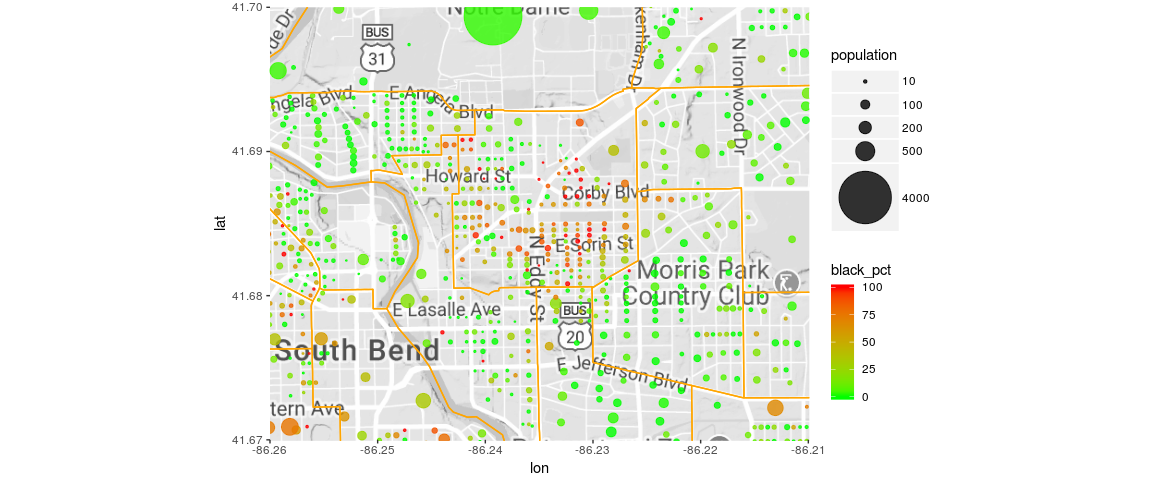 41.70
41.69
41.68
41.67
lat
-86.26
-86.25
-86.24
-86.23
-86.22
-86.21
lon
Notre Dame
BUS
31
de Dr
N Ironwood Dr
ngela Blvd
E Angela Blvd
Howard St
Corby Blvd
N Eddy St
E Sorin St
Morris Park
Country Club
E Lasalle Ave
BUS
20
South Bend
E Jefferson Blvd
tern Ave
population
10
100
200
500
4000
black_pct
100
75
50
25
0